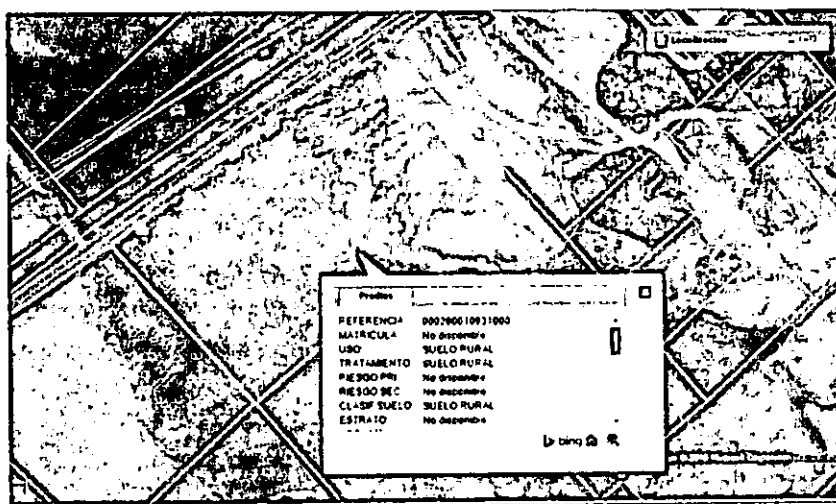 Predios
REFERENCIA 000200010931000
MATRICULA No disponible
USO SUELO RURAL
TRATAMIENTO SUELO RURAL
RIESGO PRI No disponible
RIESGO SEC No disponible
CLASIF SUELO SUELO RURAL
ESTRATO No disponible
bing